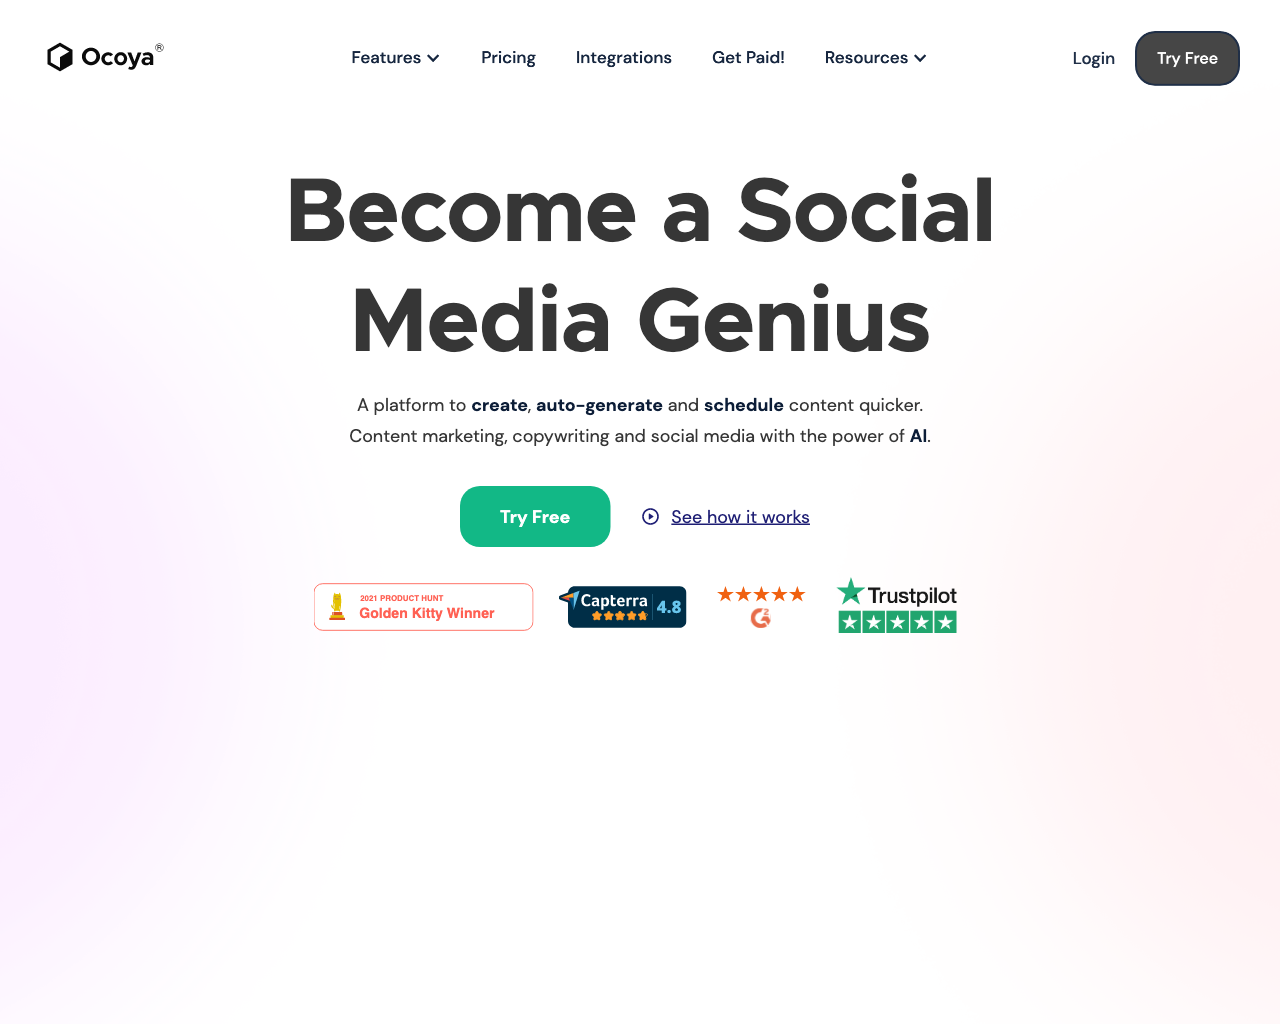 Ocoya®
Features
Pricing
Integrations
Get Paid!
Resources
Login
Try Free
Become a Social
Media Genius
A platform to create, auto-generate and schedule content quicker.
Content marketing, copywriting and social media with the power of AI.
Try Free
See how it works
2021 PRODUCT HUNT
Golden Kitty Winner
Capterra
4.8
Trustpilot